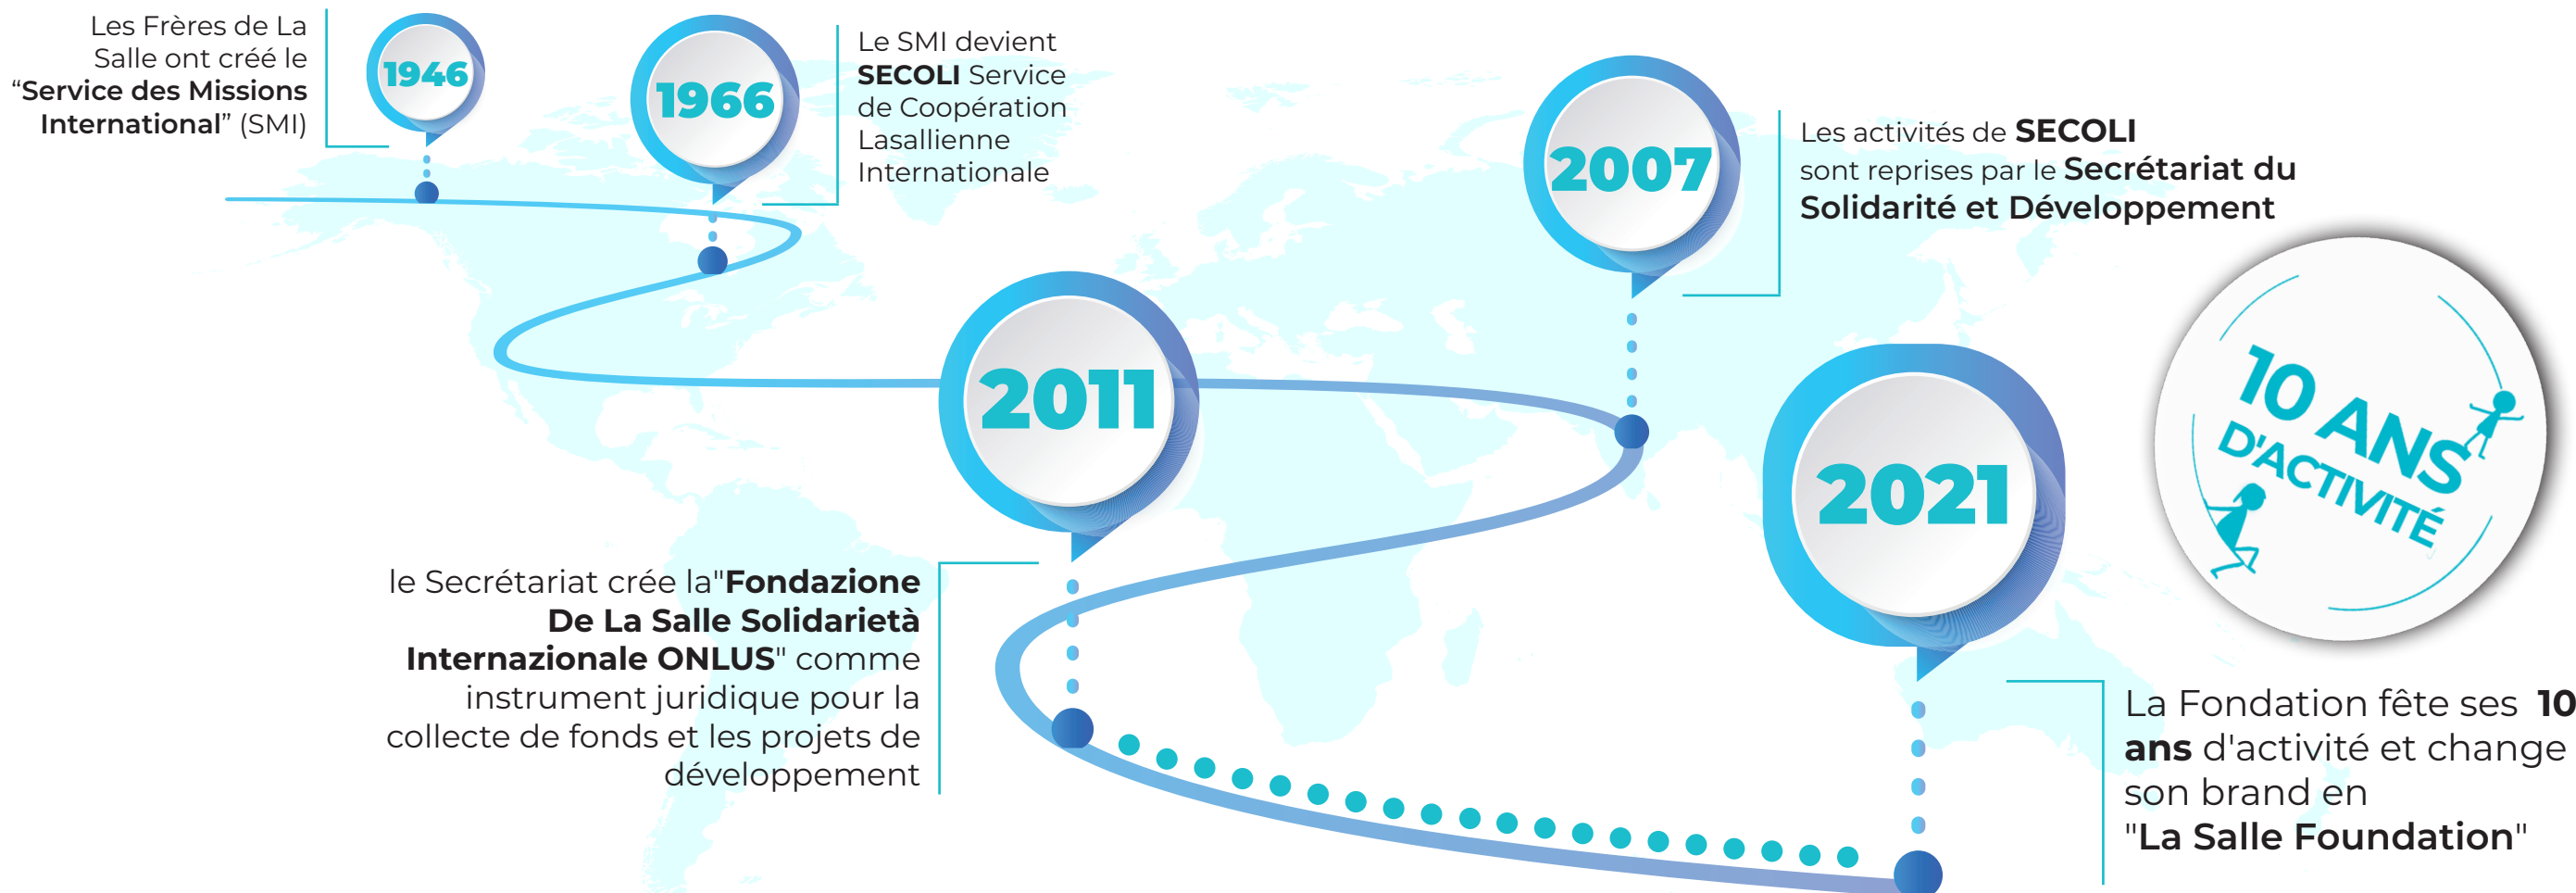 Les Frères de La
Salle ont créé le
“Service des Missions
International” (SMI)
1946
1966
Le SMI devient
SECOLI Service
de Coopération
Lasallienne
Internationale
2007
Les activités de SECOLI
sont reprises par le Secrétariat du
Solidarité et Développement
2011
le Secrétariat crée la"Fondazione
De La Salle Solidarietà
Internazionale ONLUS" comme
instrument juridique pour la
collecte de fonds et les projets de
développement
2021
10 ANS
D'ACTIVITÉ
La Fondation fête ses 10
ans d'activité et change
son brand en
"La Salle Foundation"